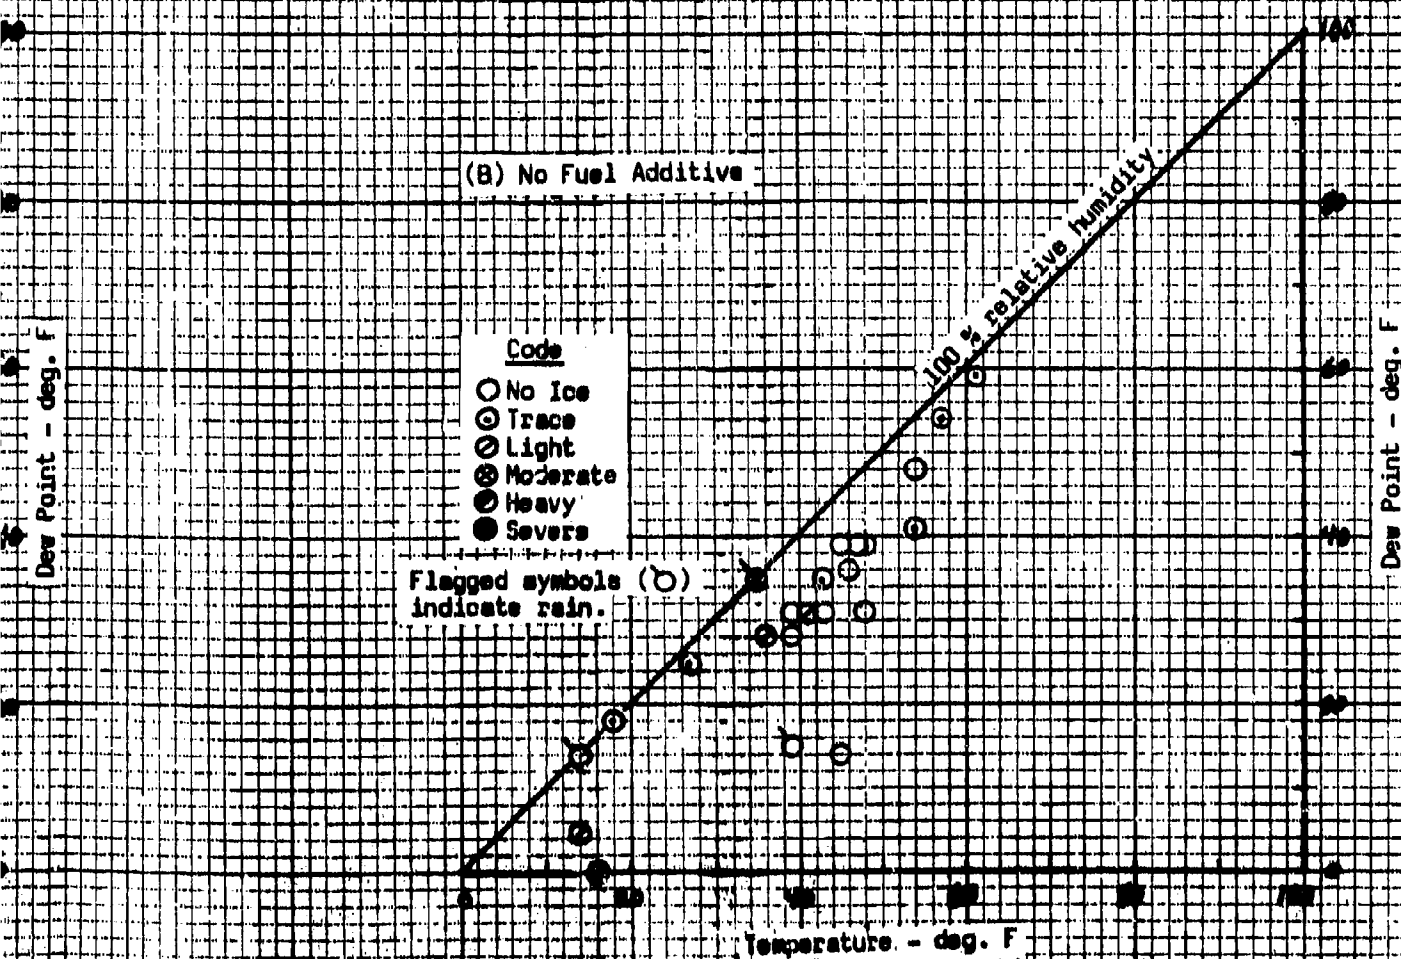 100
(B) No Fuel Additive
100 % relative humidity
80
Code
No Ice
Trace
Light
Moderate
Heavy
Severe
60
Dew Point - deg. F
Dew Point - deg. F
40
Flagged symbols ( )
indicate rain.
20
0
0 20 40 60 80 100
Temperature - deg. F